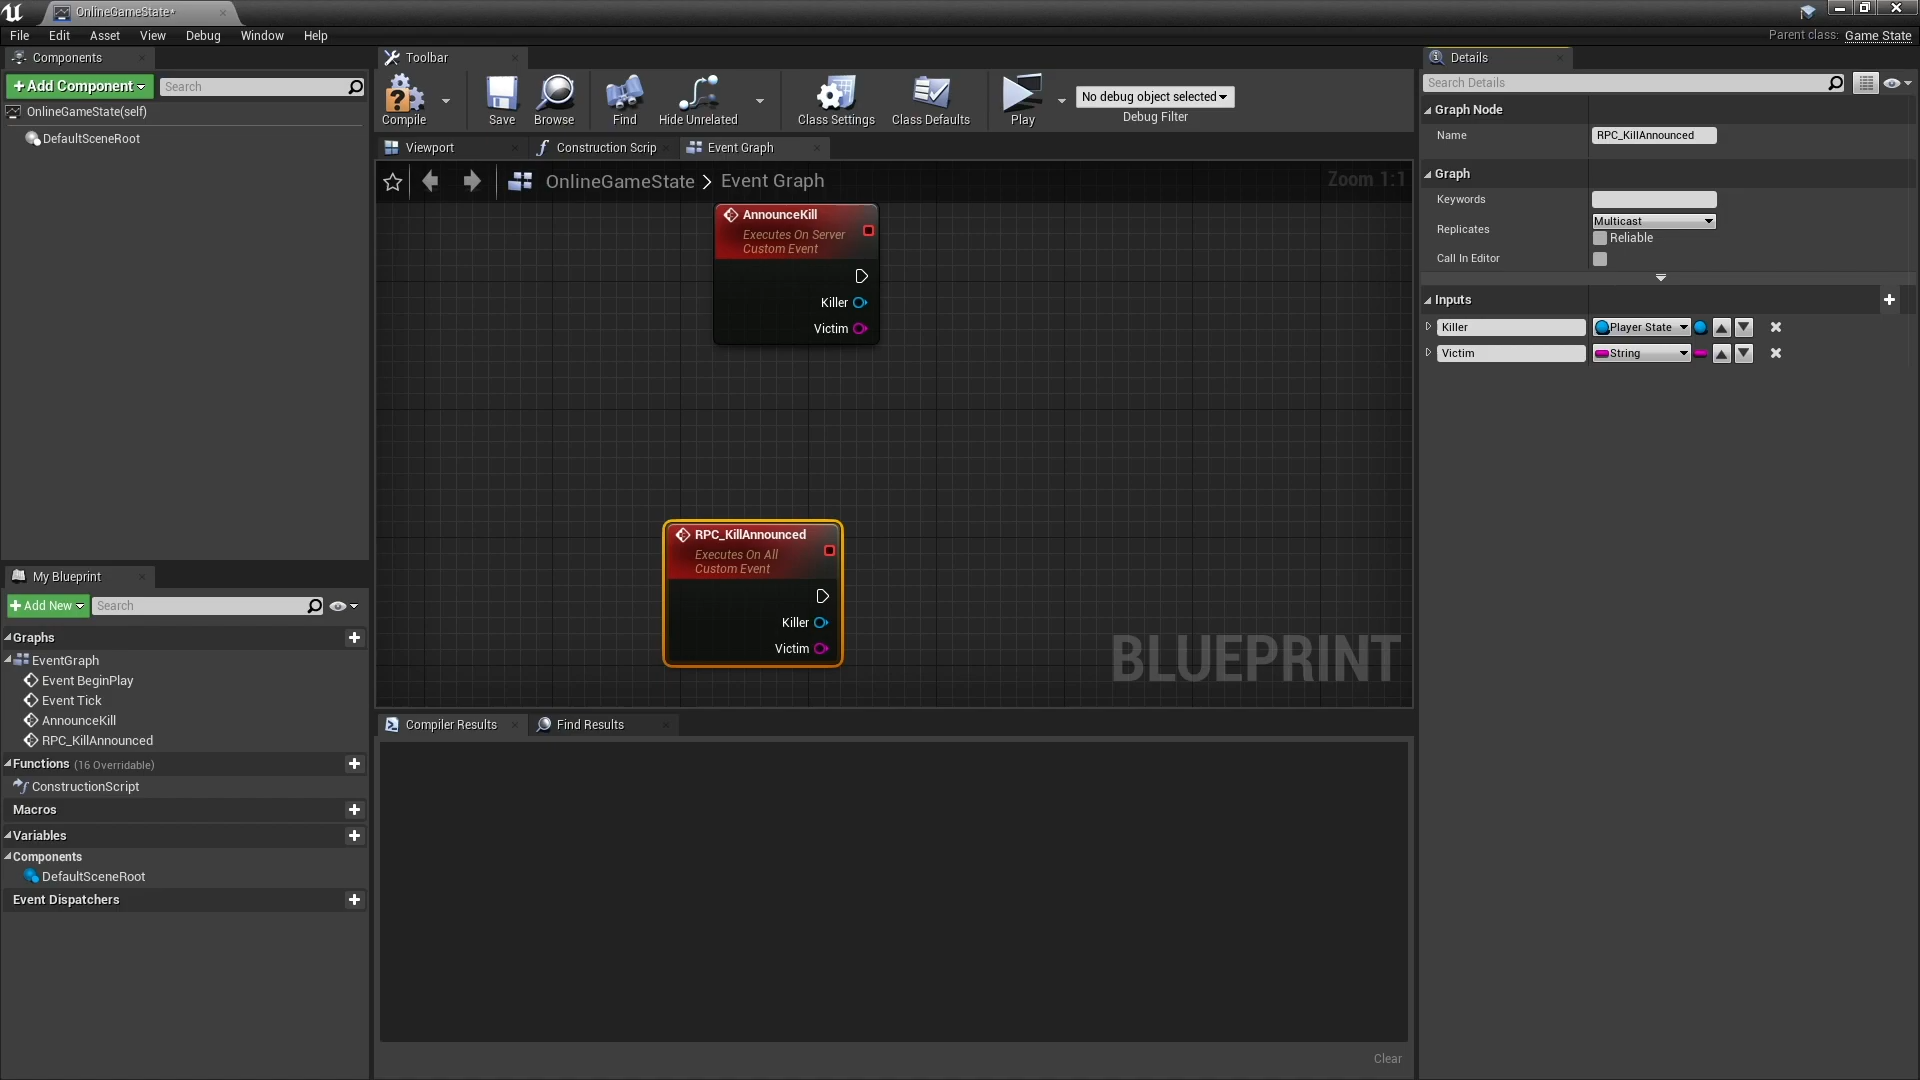 OnlineGameState*
File Edit Asset View Debug Window Help
Parent class: Game State
Components
+ Add Component
Search
OnlineGameState(self)
DefaultSceneRoot
Toolbar
Compile
Save
Browse
Find
Hide Unrelated
Class Settings
Class Defaults
Play
No debug object selected
Debug Filter
Viewport
Construction Scrip
Event Graph
OnlineGameState > Event Graph
Zoom 1:1
AnnounceKill
Executes On Server
Custom Event
Killer
Victim
RPC_KillAnnounced
Executes On All
Custom Event
Killer
Victim
BLUEPRINT
My Blueprint
+ Add New
Search
Graphs
EventGraph
Event BeginPlay
Event Tick
AnnounceKill
RPC_KillAnnounced
Functions (16 Overridable)
ConstructionScript
Macros
Variables
Components
DefaultSceneRoot
Event Dispatchers
Compiler Results
Find Results
Clear
Details
Search Details
Graph Node
Name RPC_KillAnnounced
Graph
Keywords
Replicates Multicast
Reliable
Call In Editor
Inputs
Killer Player State
Victim String